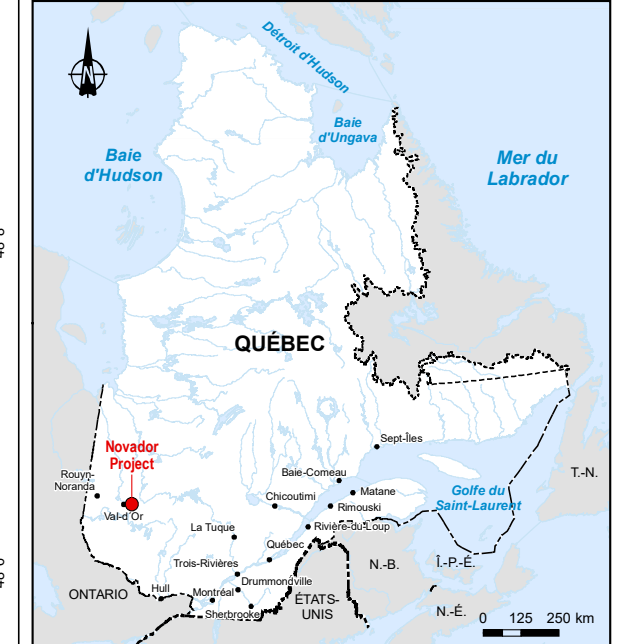 N
Détroit d'Hudson
Baie
d'Ungava
Baie
d'Hudson
Mer du
Labrador
QUÉBEC
Novador
Project
Sept-Îles
Rouyn-
Noranda
Baie-Comeau
Matane
Golfe du
Saint-Laurent
T.-N.
Val-d'Or
Chicoutimi
Rimouski
La Tuque
Rivière-du-Loup
Québec
Trois-Rivières
N.-B.
Î.-P.-É.
Drummondville
ONTARIO
Hull
Montréal
ÉTATS-
UNIS
Sherbrooke
N.-É.
0 125 250 km